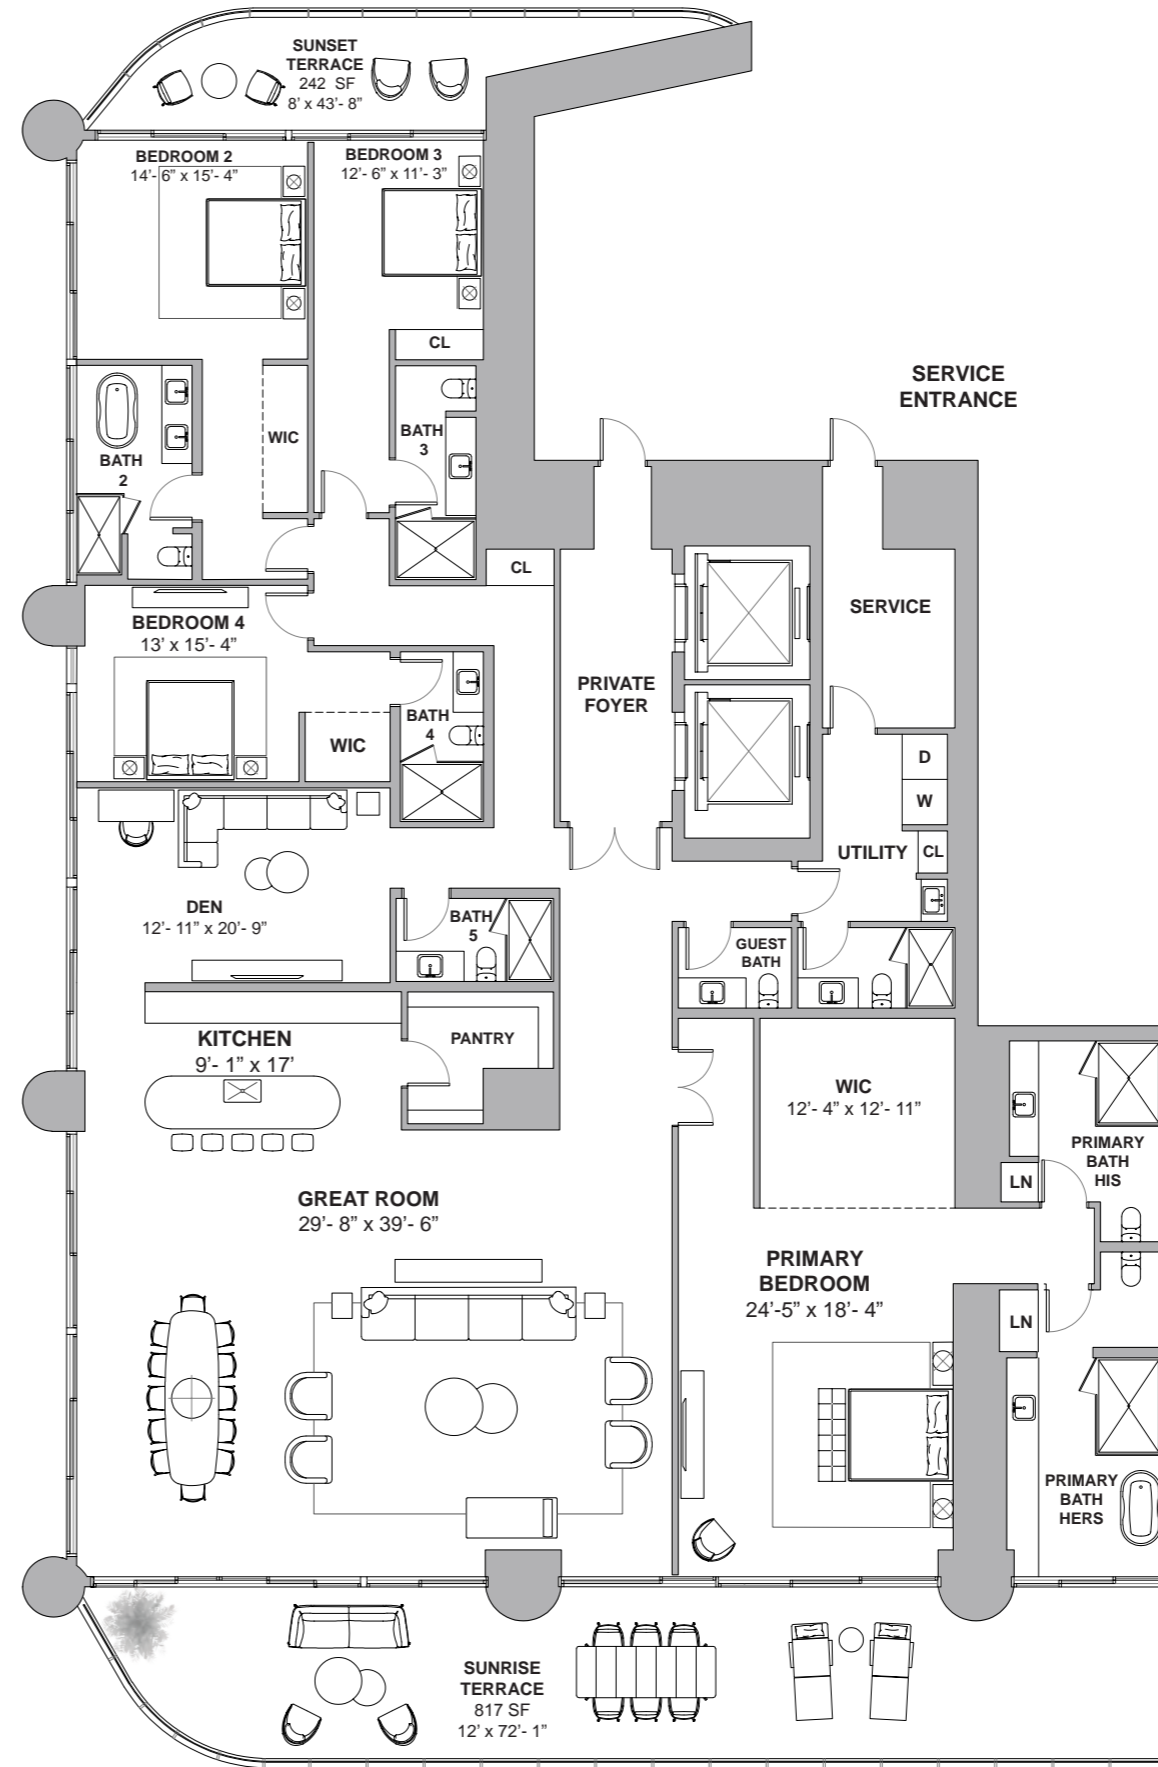 SUNSET
TERRACE
242 SF
8' x 43'- 8”
BEDROOM 2
14'- 6” x 15'- 4”
BEDROOM 3
12'- 6” x 11'- 3”
CL
SERVICE
ENTRANCE
WIC
BATH
3
BATH
2
CL
SERVICE
BEDROOM 4
13' x 15'- 4”
PRIVATE
FOYER
BATH
4
WIC
D
W
UTILITY
CL
DEN
12'- 11” x 20'- 9”
BATH
5
GUEST
BATH
KITCHEN
9'- 1” x 17'
PANTRY
WIC
12'- 4” x 12'- 11”
PRIMARY
BATH
HIS
LN
GREAT ROOM
29'- 8” x 39'- 6”
PRIMARY
BEDROOM
24'-5” x 18'- 4”
LN
PRIMARY
BATH
HERS
SUNRISE
TERRACE
817 SF
12' x 72'- 1”